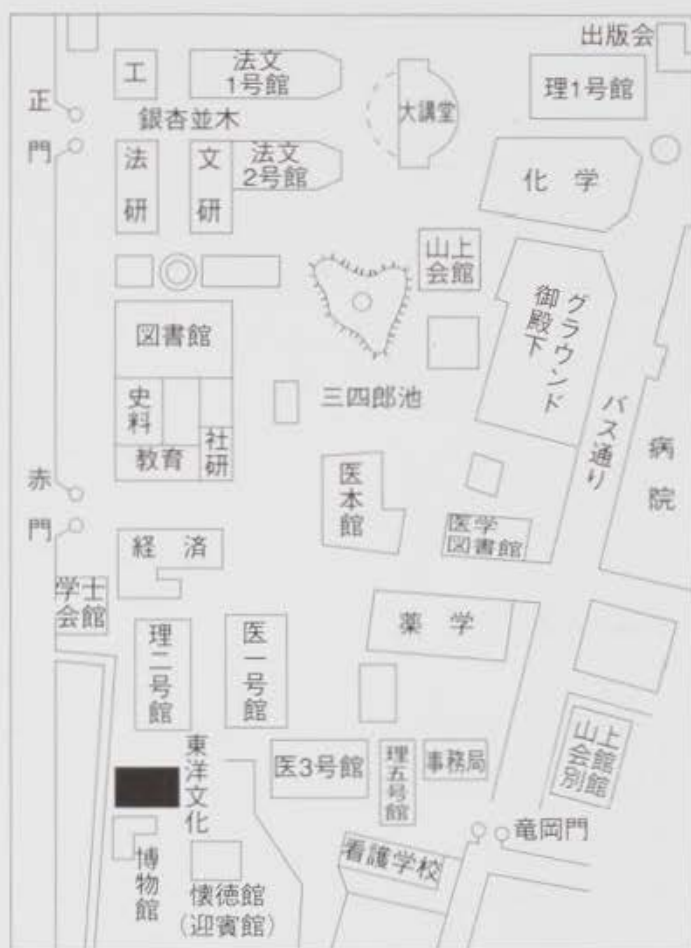 出版会
工
法文
1号館
大講堂
理1号館
正門
銀杏並木
法研
文研
法文
2号館
化学
山上
会館
御殿下
グラウンド
図書館
三四郎池
バス通り
病院
史料
教育
社研
赤門
医本館
医学
図書館
経済
学士
会館
薬学
理二号館
医一号館
山上
会館
別館
東洋文化
医3号館
理五号館
事務局
竜岡門
博物館
懐徳館
(迎賓館)
看護学校